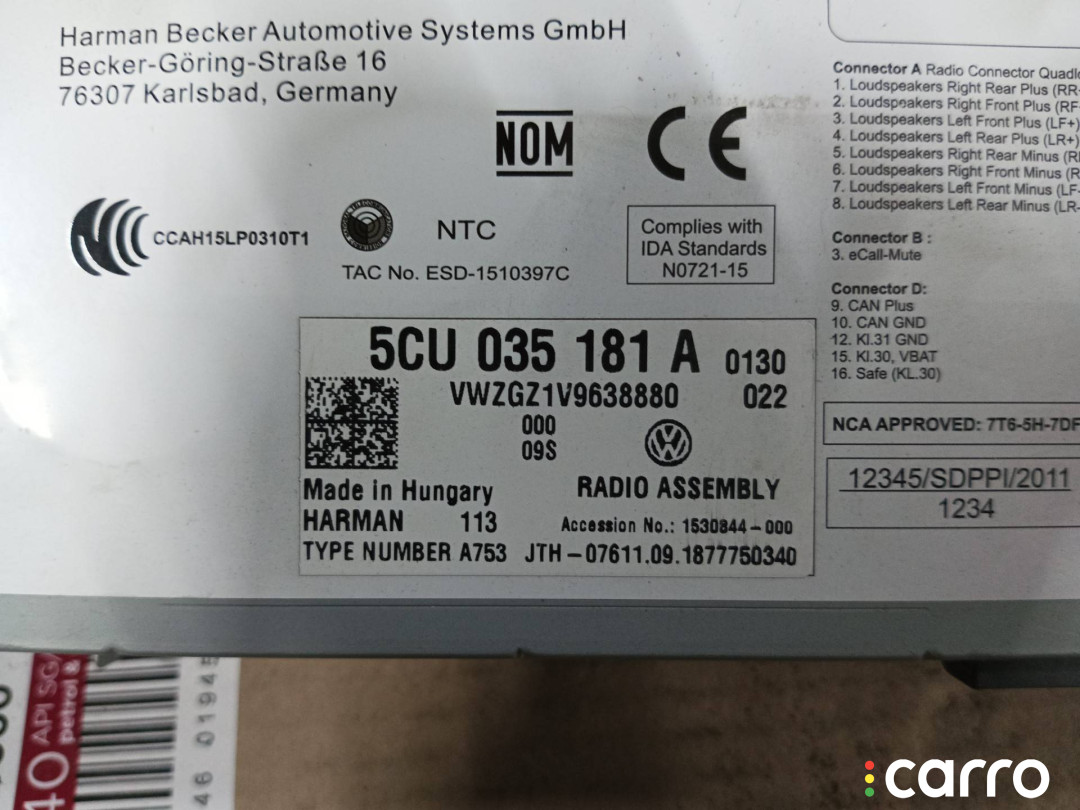 Harman Becker Automotive Systems GmbH
Becker-Göring-Straße 16
76307 Karlsbad, Germany
NOM
CE
CCAH15LP0310T1
NTC
TAC No. ESD-1510397C
Complies with
IDA Standards
N0721-15
5CU 035 181 A 0130
VWZGZ1V9638880 022
000
09S
Made in Hungary
RADIO ASSEMBLY
HARMAN 113
Accession No.: 1530844-000
TYPE NUMBER A753 JTH-07611.09.1877750340
Connector A Radio Connector Quadlo
1. Loudspeakers Right Rear Plus (RR+
2. Loudspeakers Right Front Plus (RF
3. Loudspeakers Left Front Plus (LF+)
4. Loudspeakers Left Rear Plus (LR+)
5. Loudspeakers Right Rear Minus (R
6. Loudspeakers Right Front Minus (R
7. Loudspeakers Left Front Minus (LF-
8. Loudspeakers Left Rear Minus (LR-
Connector B :
3. eCall-Mute
Connector D:
9. CAN Plus
10. CAN GND
12. Kl.31 GND
15. Kl.30, VBAT
16. Safe (KL.30)
NCA APPROVED: 7T6-5H-7DF
12345/SDPPI/2011
1234
40 API SG
petrol &
46 01945
carro